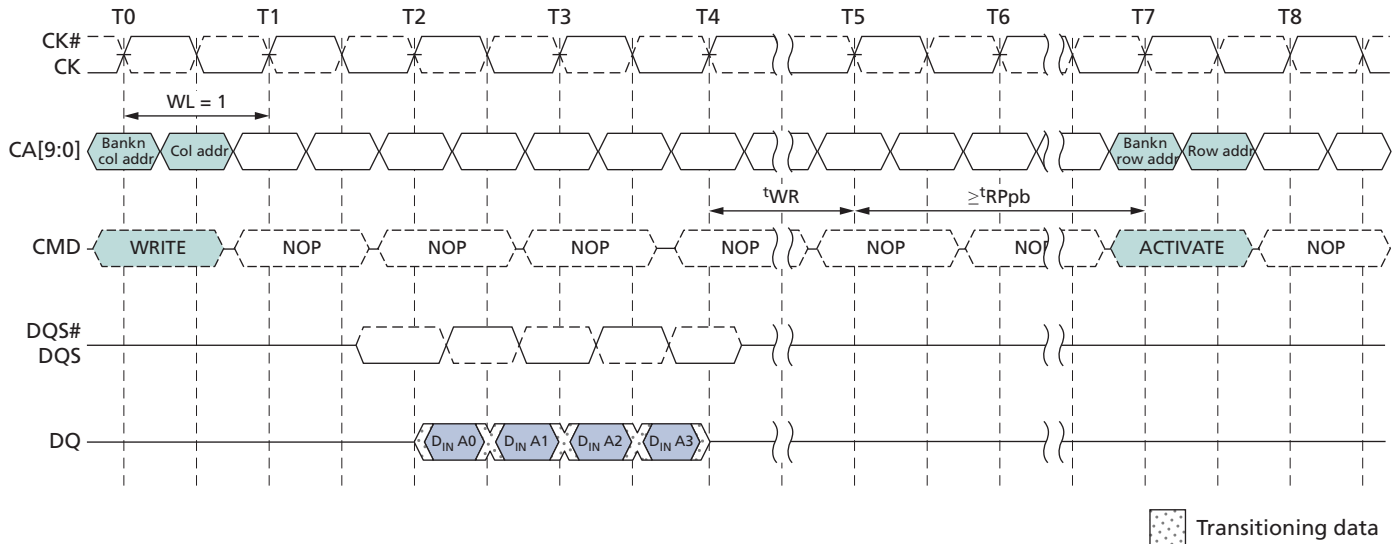 T0 T1 T2 T3 T4 T5 T6 T7 T8
CK#
CK
WL = 1
CA[9:0]
Bankn
col addr
Col addr
Bankn
row addr
Row addr
tWR
≥tRPpb
CMD
WRITE NOP NOP NOP NOP NOP NOP ACTIVATE NOP
DQS#
DQS
DQ
DIN A0 DIN A1 DIN A2 DIN A3
Transitioning data